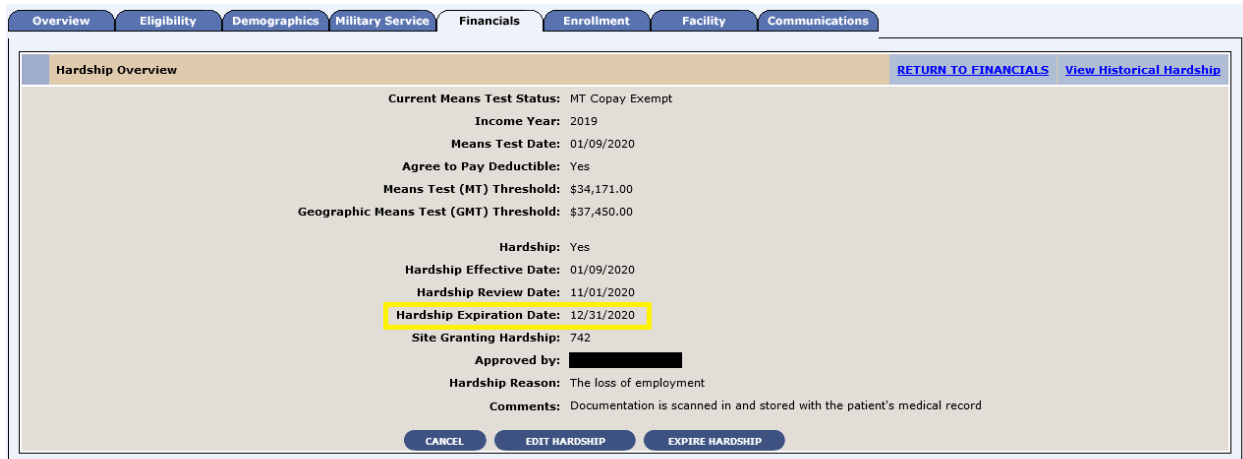 Overview Eligibility Demographics Military Service Financials Enrollment Facility Communications
Hardship Overview RETURN TO FINANCIALS View Historical Hardship
Current Means Test Status: MT Copay Exempt
Income Year: 2019
Means Test Date: 01/09/2020
Agree to Pay Deductible: Yes
Means Test (MT) Threshold: $34,171.00
Geographic Means Test (GMT) Threshold: $37,450.00
Hardship: Yes
Hardship Effective Date: 01/09/2020
Hardship Review Date: 11/01/2020
Hardship Expiration Date: 12/31/2020
Site Granting Hardship: 742
Approved by:
Hardship Reason: The loss of employment
Comments: Documentation is scanned in and stored with the patient's medical record
CANCEL EDIT HARDSHIP EXPIRE HARDSHIP